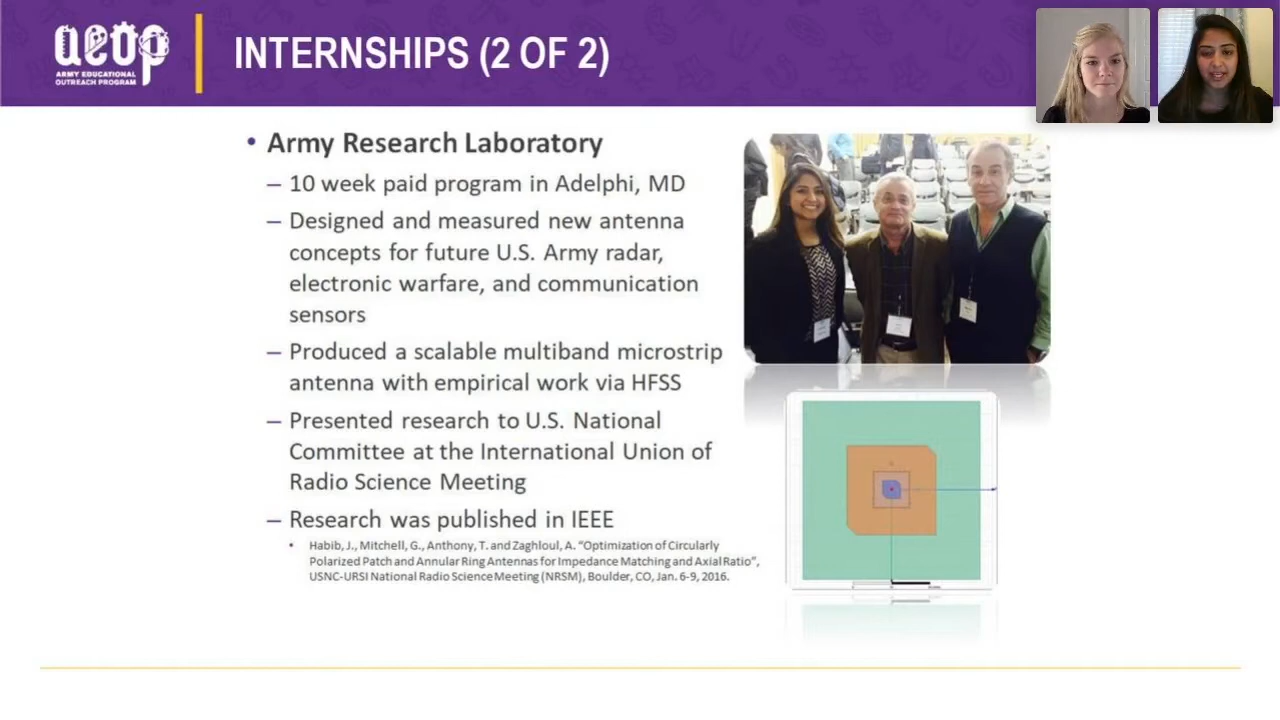 aeop
ARMY EDUCATIONAL
OUTREACH PROGRAM
INTERNSHIPS (2 OF 2)
• Army Research Laboratory
– 10 week paid program in Adelphi, MD
– Designed and measured new antenna
concepts for future U.S. Army radar,
electronic warfare, and communication
sensors
– Produced a scalable multiband microstrip
antenna with empirical work via HFSS
– Presented research to U.S. National
Committee at the International Union of
Radio Science Meeting
– Research was published in IEEE
• Habib, J., Mitchell, G., Anthony, T. and Zaghloul, A. “Optimization of Circularly
Polarized Patch and Annular Ring Antennas for Impedance Matching and Axial Ratio”,
USNC-URSI National Radio Science Meeting (NRSM), Boulder, CO, Jan. 6-9, 2016.